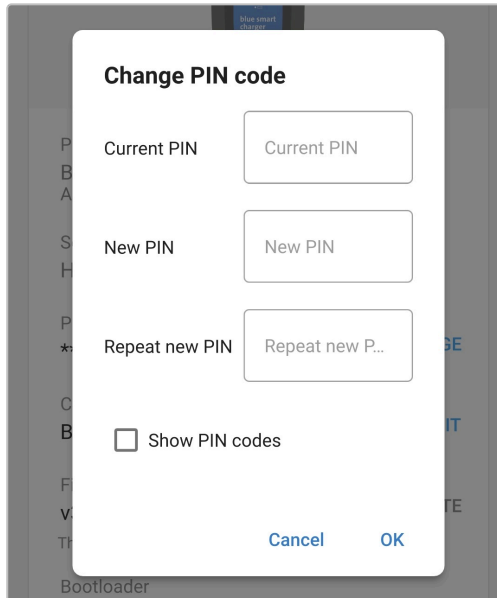 blue smart
charger
Change PIN code
Current PIN
Current PIN
New PIN
New PIN
Repeat new PIN
Repeat new P...
Show PIN codes
Cancel
OK
Bootloader